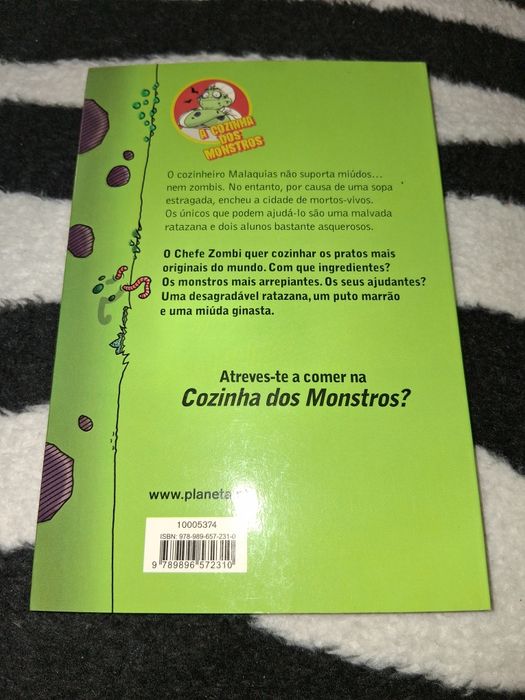 A COZINHA
DOS
MONSTROS
O cozinheiro Malaquias não suporta miúdos...
nem zombis. No entanto, por causa de uma sopa
estragada, encheu a cidade de mortos-vivos.
Os únicos que podem ajudá-lo são uma malvada
ratazana e dois alunos bastante asquerosos.
O Chefe Zombi quer cozinhar os pratos mais
originais do mundo. Com que ingredientes?
Os monstros mais arrepiantes. Os seus ajudantes?
Uma desagradável ratazana, um puto marrão
e uma miúda ginasta.
Atreves-te a comer na
Cozinha dos Monstros?
www.planeta
10005374
ISBN: 978-989-657-231-0
9 789896 572310